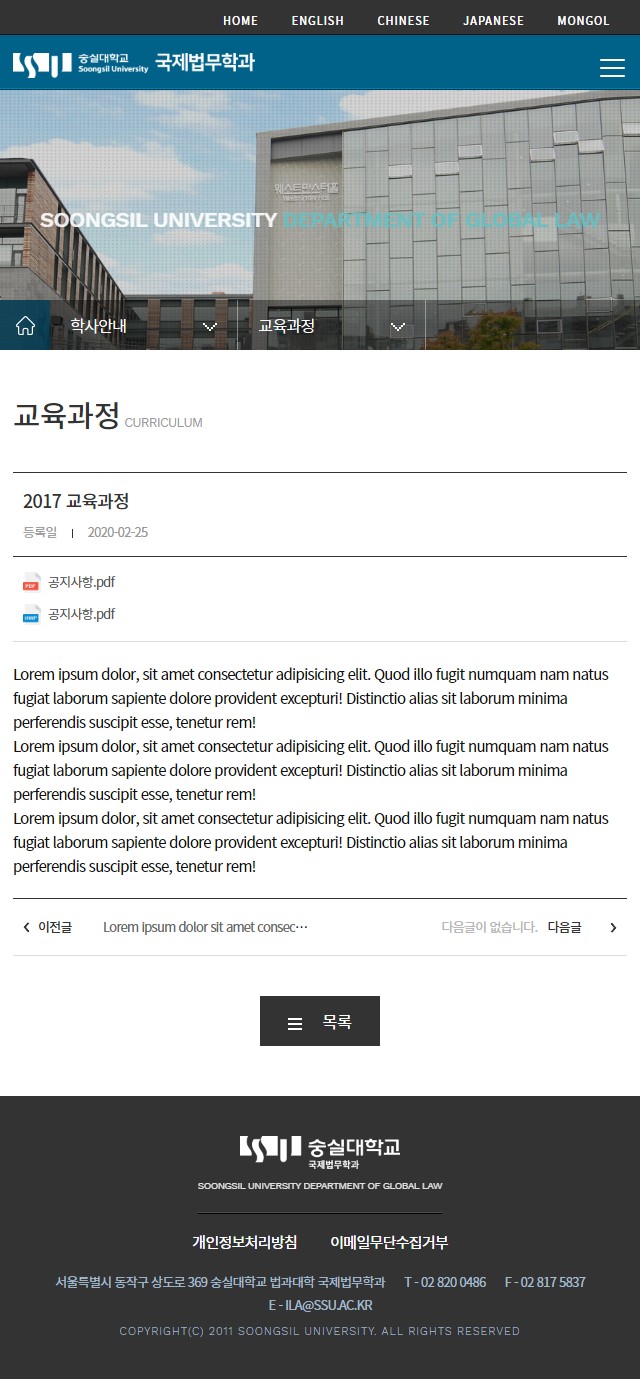 HOME ENGLISH CHINESE JAPANESE MONGOL
숭실대학교 Soongsil University 국제법무학과
웨스트민스터홀
SOONGSIL UNIVERSITY DEPARTMENT OF GLOBAL LAW
학사안내 교육과정
교육과정 CURRICULUM
2017 교육과정
등록일 2020-02-25
PDF 공지사항.pdf
공지사항.pdf
Lorem ipsum dolor, sit amet consectetur adipisicing elit. Quod illo fugit numquam nam natus
fugiat laborum sapiente dolore provident excepturi! Distinctio alias sit laborum minima
perferendis suscipit esse, tenetur rem!
Lorem ipsum dolor, sit amet consectetur adipisicing elit. Quod illo fugit numquam nam natus
fugiat laborum sapiente dolore provident excepturi! Distinctio alias sit laborum minima
perferendis suscipit esse, tenetur rem!
Lorem ipsum dolor, sit amet consectetur adipisicing elit. Quod illo fugit numquam nam natus
fugiat laborum sapiente dolore provident excepturi! Distinctio alias sit laborum minima
perferendis suscipit esse, tenetur rem!
이전글 Lorem Ipsum dolor sit amet consec⋯ 다음글이 없습니다. 다음글
목록
숭실대학교
국제법무학과
SOONGSIL UNIVERSITY DEPARTMENT OF GLOBAL LAW
개인정보처리방침 이메일무단수집거부
서울특별시 동작구 상도로 369 숭실대학교 법과대학 국제법무학과 T - 02 820 0486 F - 02 817 5837
E - ILA@SSU.AC.KR
COPYRIGHT(C) 2011 SOONGSIL UNIVERSITY. ALL RIGHTS RESERVED